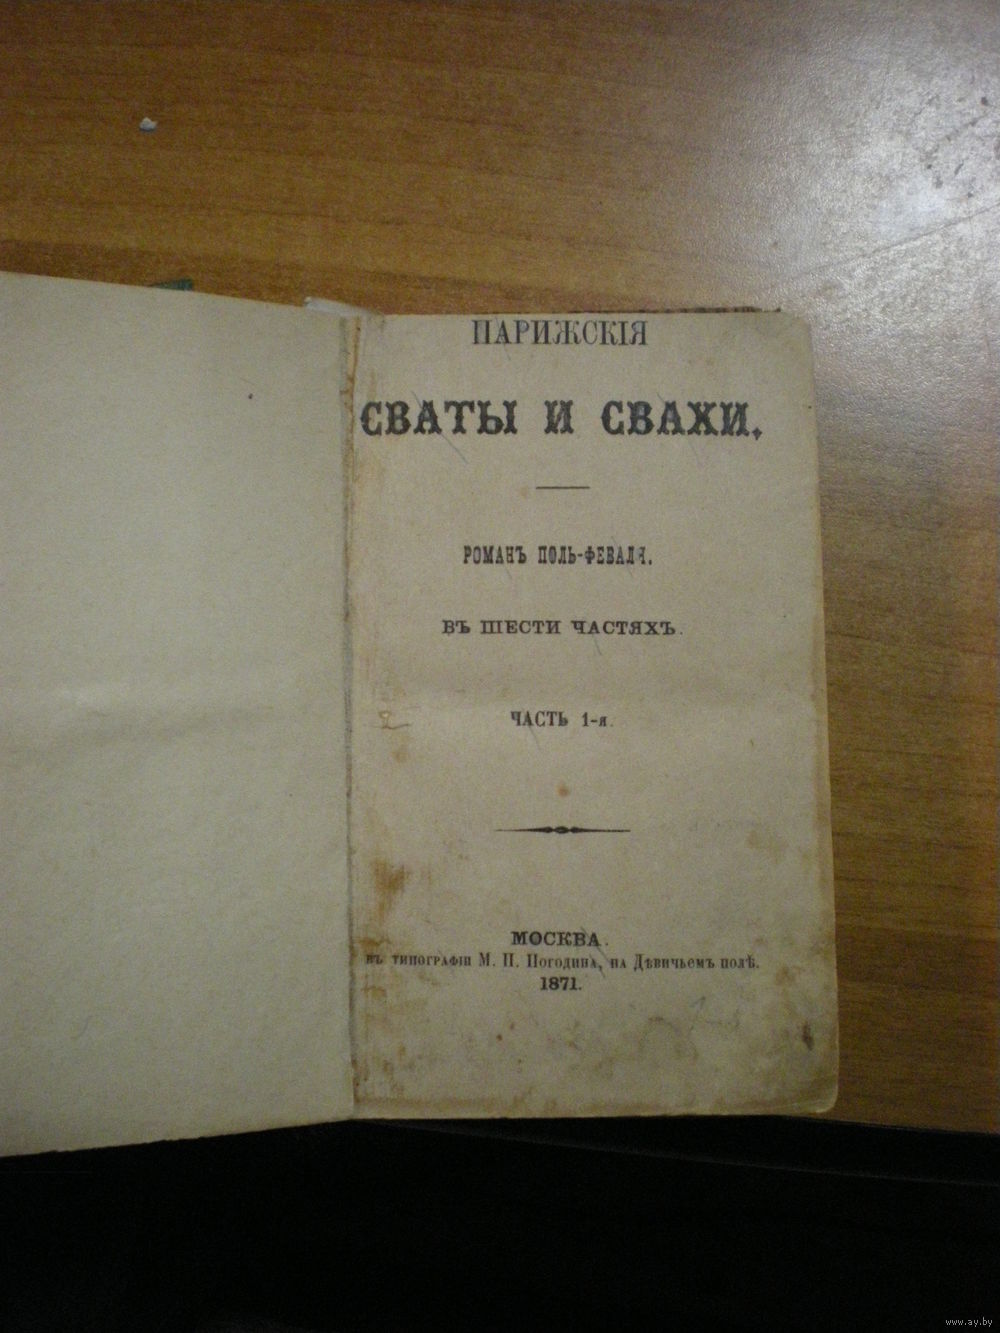 ПАРИЖСКІЯ
СВАТЫ И СВАХИ.
РОМАНЪ ПОЛЬ-ФЕВАЛЯ.
ВЪ ШЕСТИ ЧАСТЯХЪ.
ЧАСТЬ 1-я.
МОСКВА.
въ типографіи М. П. Погодина, на Дѣвичьемъ полѣ.
1871.
www.ay.by